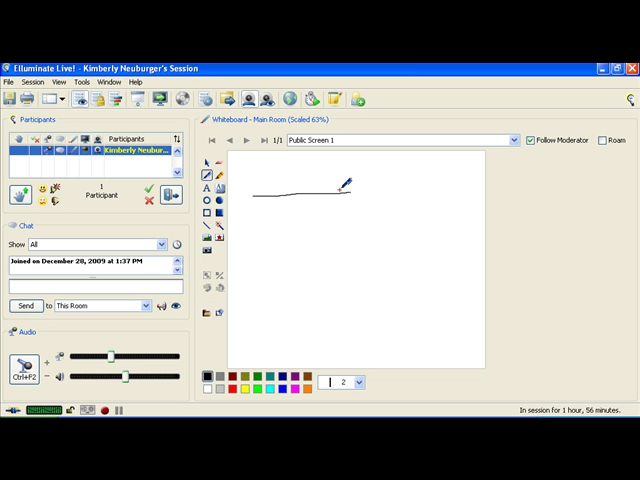 Elluminate Live! - Kimberly Neuburger's Session
File Session View Tools Window Help
Participants
Participants
Kimberly Neubur...
1
Participant
Chat
Show All
Joined on December 28, 2009 at 1:37 PM
Send to This Room
Audio
Ctrl+F2
Whiteboard - Main Room (Scaled 63%)
1/1 Public Screen 1 Follow Moderator Roam
A A
2
In session for 1 hour, 56 minutes.